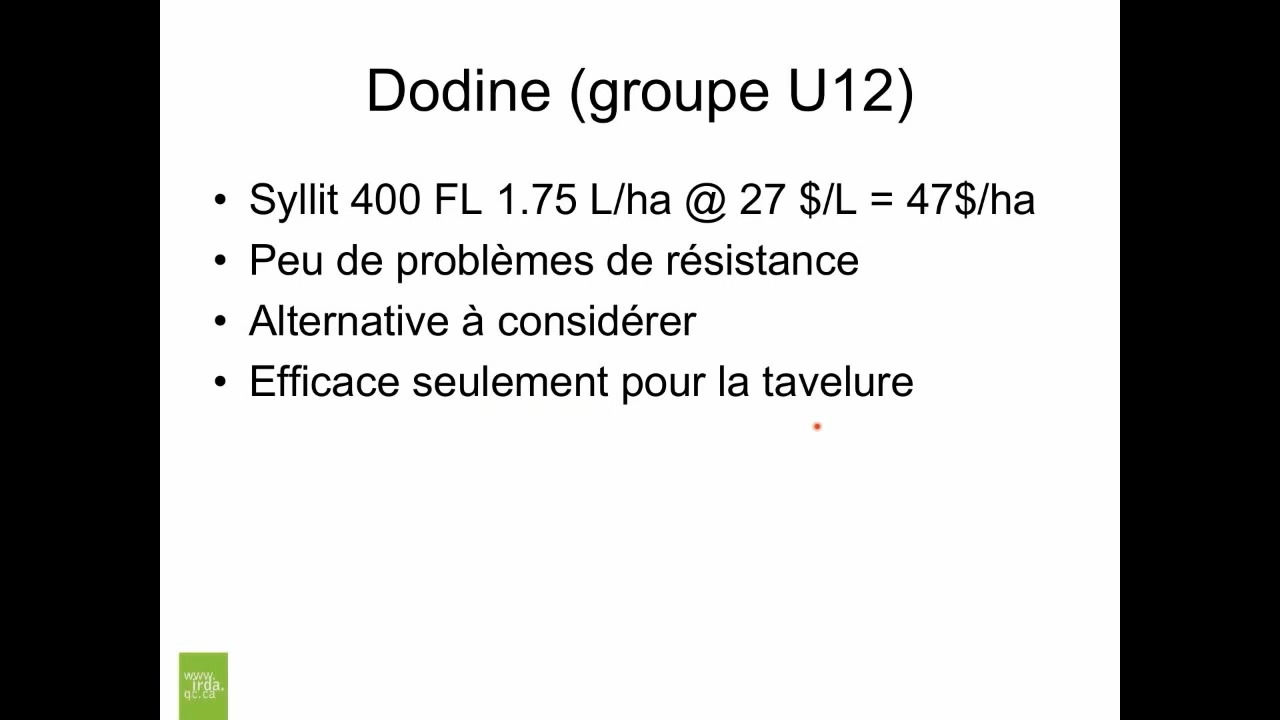 Dodine (groupe U12)
• Syllit 400 FL 1.75 L/ha @ 27 $/L = 47$/ha
• Peu de problèmes de résistance
• Alternative à considérer
• Efficace seulement pour la tavelure
www.
irda.
qc.ca